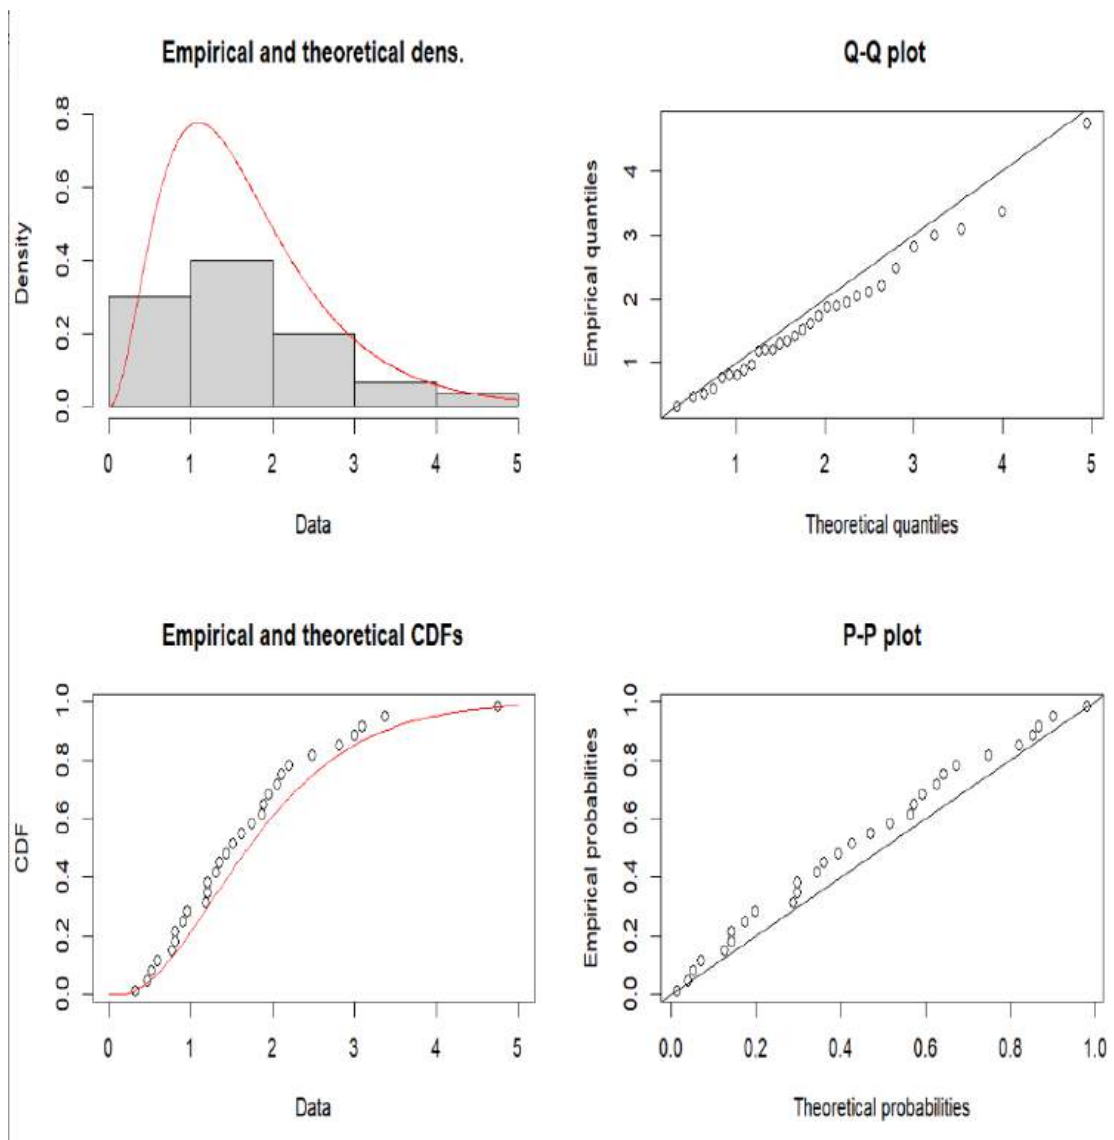 Empirical and theoretical dens.
Density
0.0 0.2 0.4 0.6 0.8
0 1 2 3 4 5
Data
Q-Q plot
Empirical quantiles
1 2 3 4
1 2 3 4 5
Theoretical quantiles
Empirical and theoretical CDFs
CDF
0.0 0.2 0.4 0.6 0.8 1.0
0 1 2 3 4 5
Data
P-P plot
Empirical probabilities
0.0 0.2 0.4 0.6 0.8 1.0
0.0 0.2 0.4 0.6 0.8 1.0
Theoretical probabilities